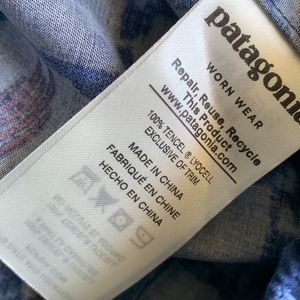 patagonia
WORN WEAR
Repair, Reuse, Recycle
This Product
www.patagonia.com
100% TENCEL® LYOCELL
EXCLUSIVE OF TRIM.
MADE IN CHINA
FABRIQUÉ EN CHINE
HECHO EN CHINA